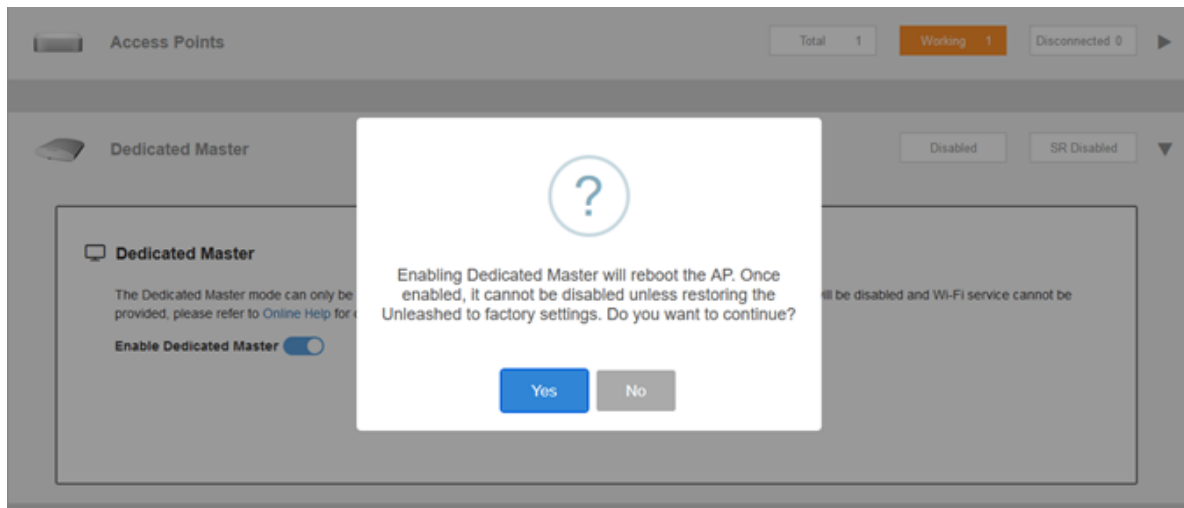 Access Points
Total 1
Working 1
Disconnected 0
Dedicated Master
Disabled
SR Disabled
?
Enabling Dedicated Master will reboot the AP. Once
enabled, it cannot be disabled unless restoring the
Unleashed to factory settings. Do you want to continue?
Yes
No
Dedicated Master
The Dedicated Master mode can only be
be disabled and Wi-Fi service cannot be
provided, please refer to Online Help for
Enable Dedicated Master